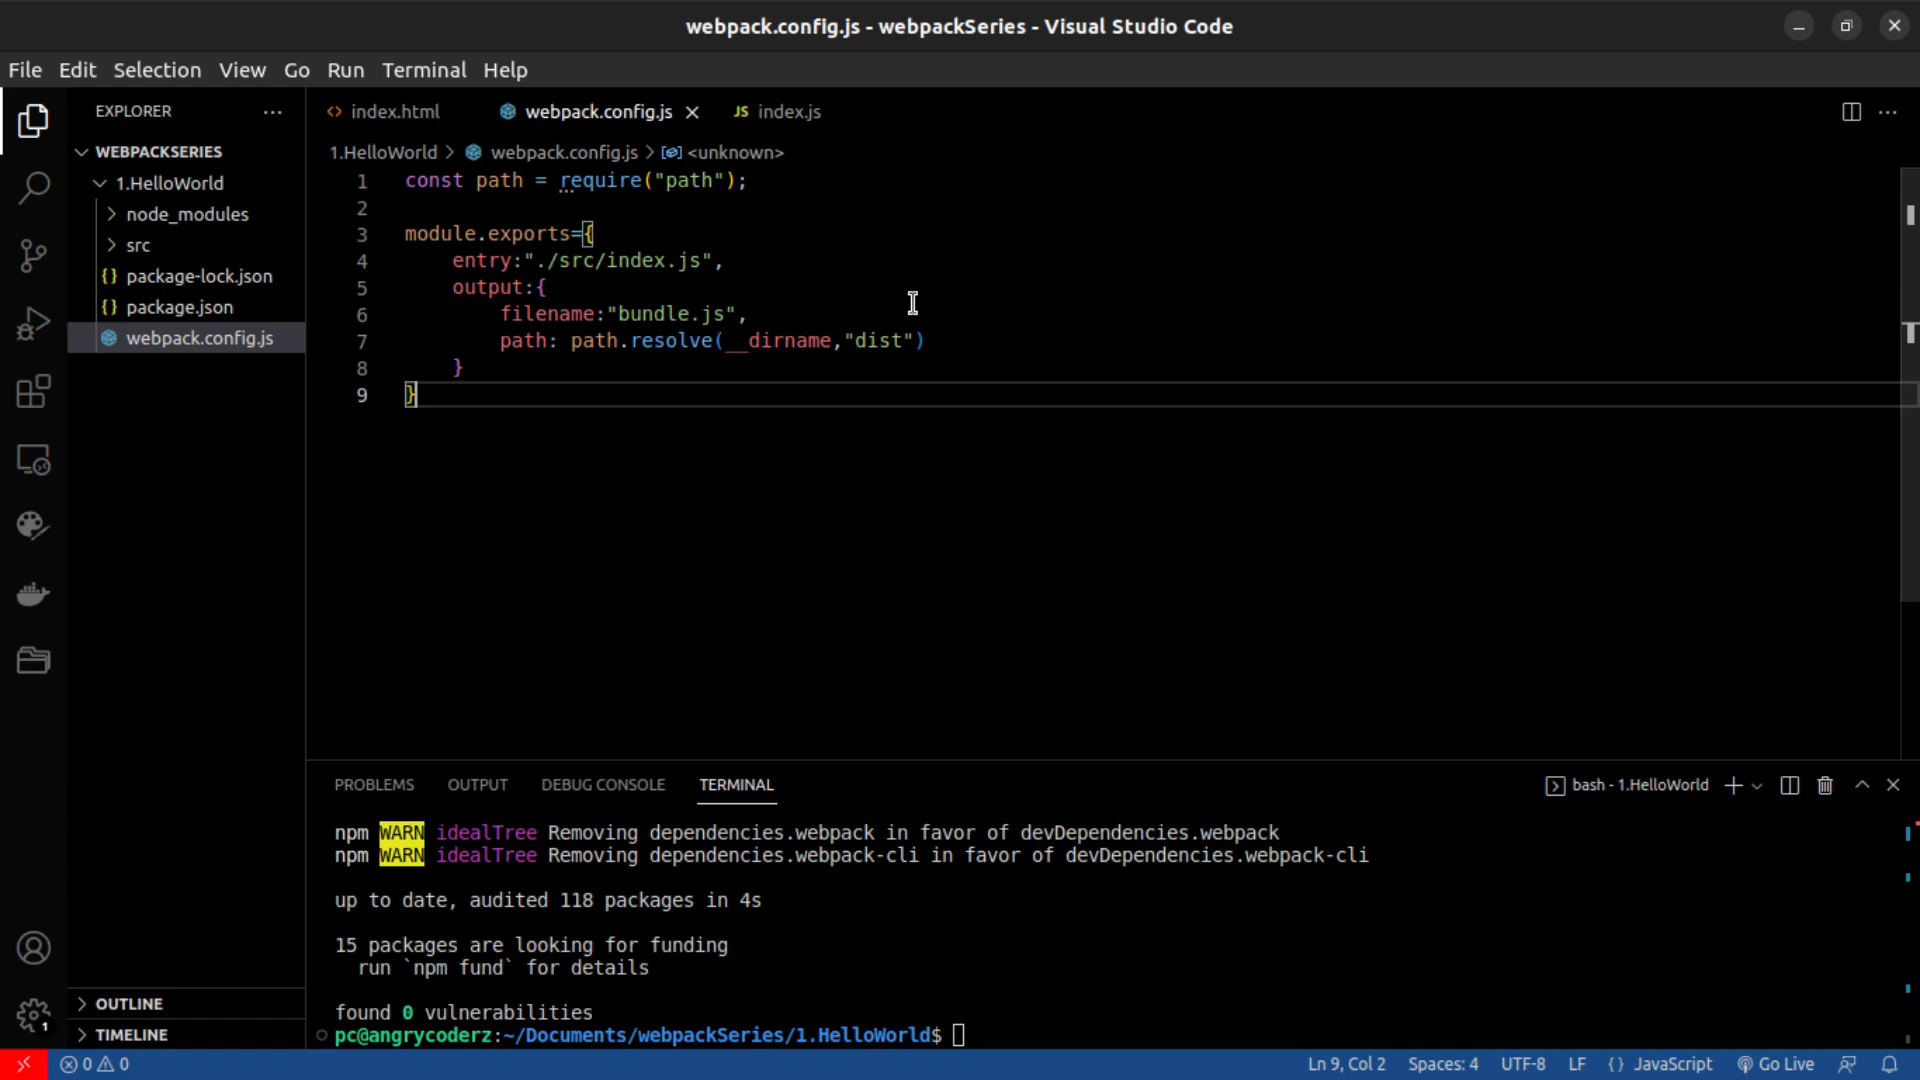 webpack.config.js - webpackSeries - Visual Studio Code
File Edit Selection View Go Run Terminal Help
EXPLORER
WEBPACKSERIES
1.HelloWorld
node_modules
src
{} package-lock.json
{} package.json
webpack.config.js
OUTLINE
TIMELINE
index.html webpack.config.js JS index.js
1.HelloWorld > webpack.config.js > <unknown>
1 const path = require("path");
2
3 module.exports={
4 entry:"./src/index.js",
5 output:{
6 filename:"bundle.js",
7 path: path.resolve(__dirname,"dist")
8 }
9 }
PROBLEMS OUTPUT DEBUG CONSOLE TERMINAL
bash - 1.HelloWorld
npm WARN idealTree Removing dependencies.webpack in favor of devDependencies.webpack
npm WARN idealTree Removing dependencies.webpack-cli in favor of devDependencies.webpack-cli
up to date, audited 118 packages in 4s
15 packages are looking for funding
run `npm fund` for details
found 0 vulnerabilities
pc@angrycoderz:~/Documents/webpackSeries/1.HelloWorld$
1
0 0 Ln 9, Col 2 Spaces: 4 UTF-8 LF {} JavaScript Go Live